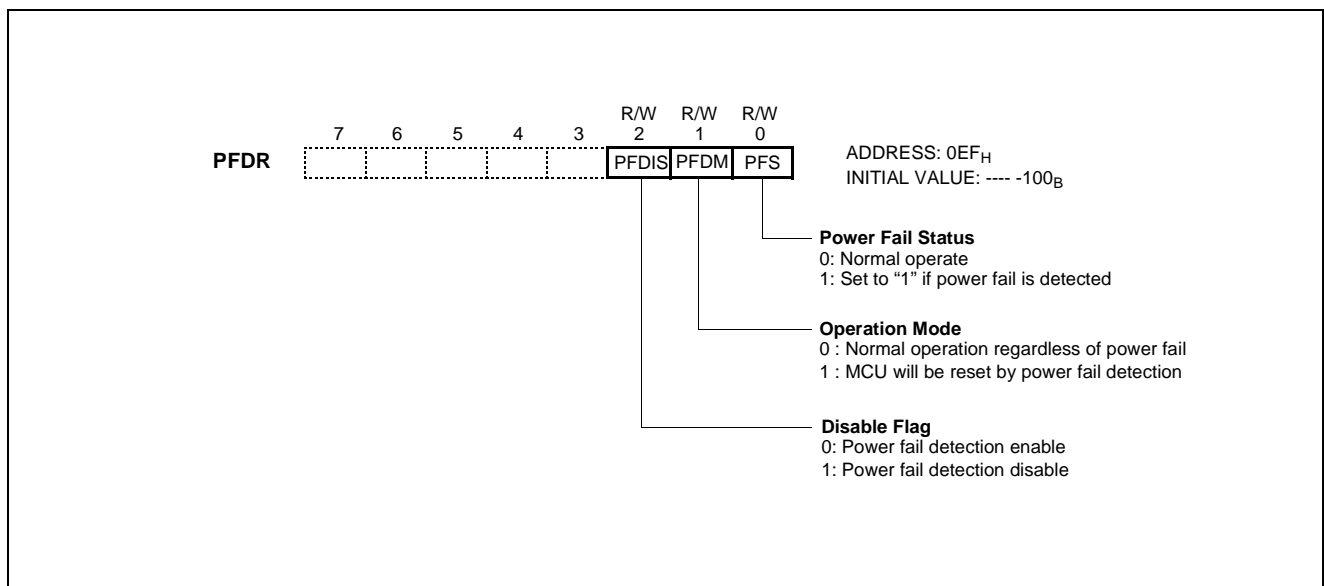 R/W R/W R/W
7 6 5 4 3 2 1 0
PFDR PFDIS PFDM PFS
ADDRESS: 0EFH
INITIAL VALUE: ---- -100B
Power Fail Status
0: Normal operate
1: Set to “1” if power fail is detected
Operation Mode
0 : Normal operation regardless of power fail
1 : MCU will be reset by power fail detection
Disable Flag
0: Power fail detection enable
1: Power fail detection disable